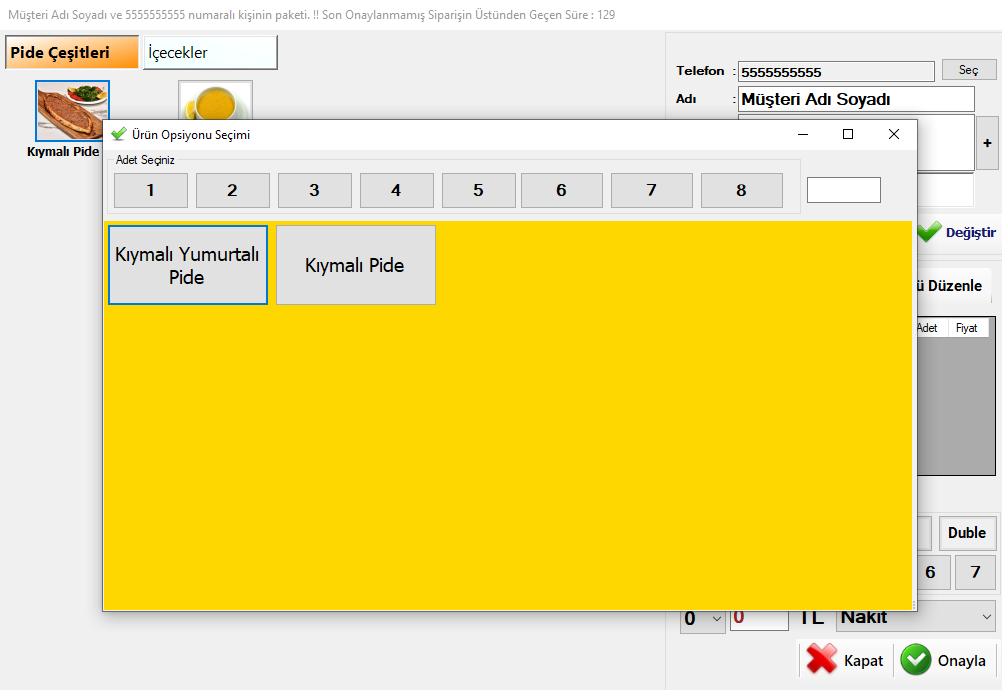 Müşteri Adı Soyadı ve 5555555555 numaralı kişinin paketi. !! Son Onaylanmamış Siparişin Üstünden Geçen Süre : 129
Pide Çeşitleri
İçecekler
Kıymalı Pide
Telefon : 5555555555
Seç
Adı : Müşteri Adı Soyadı
+
Değiştir
ü Düzenle
Adet Fiyat
Ürün Opsiyonu Seçimi
Adet Seçiniz
1 2 3 4 5 6 7 8
Kıymalı Yumurtalı
Pide
Kıymalı Pide
Duble
6 7
0 0 TL Nakit
Kapat Onayla